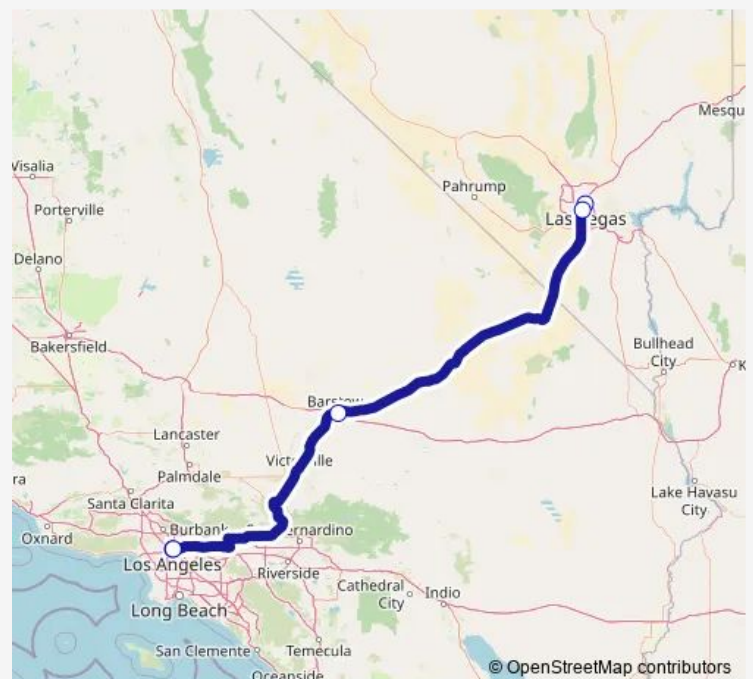 Mesqu
Visalia
Pahrump
Porterville
Las Vegas
Delano
Bakersfield
Bullhead
City
Barstow
Lancaster
Victorville
Palmdale
Santa Clarita
Lake Havasu
City
Oxnard
Burbank
Bernardino
Los Angeles
Riverside
Cathedral
City
Indio
Long Beach
San Clemente
Temecula
Oceanside
© OpenStreetMap contributors